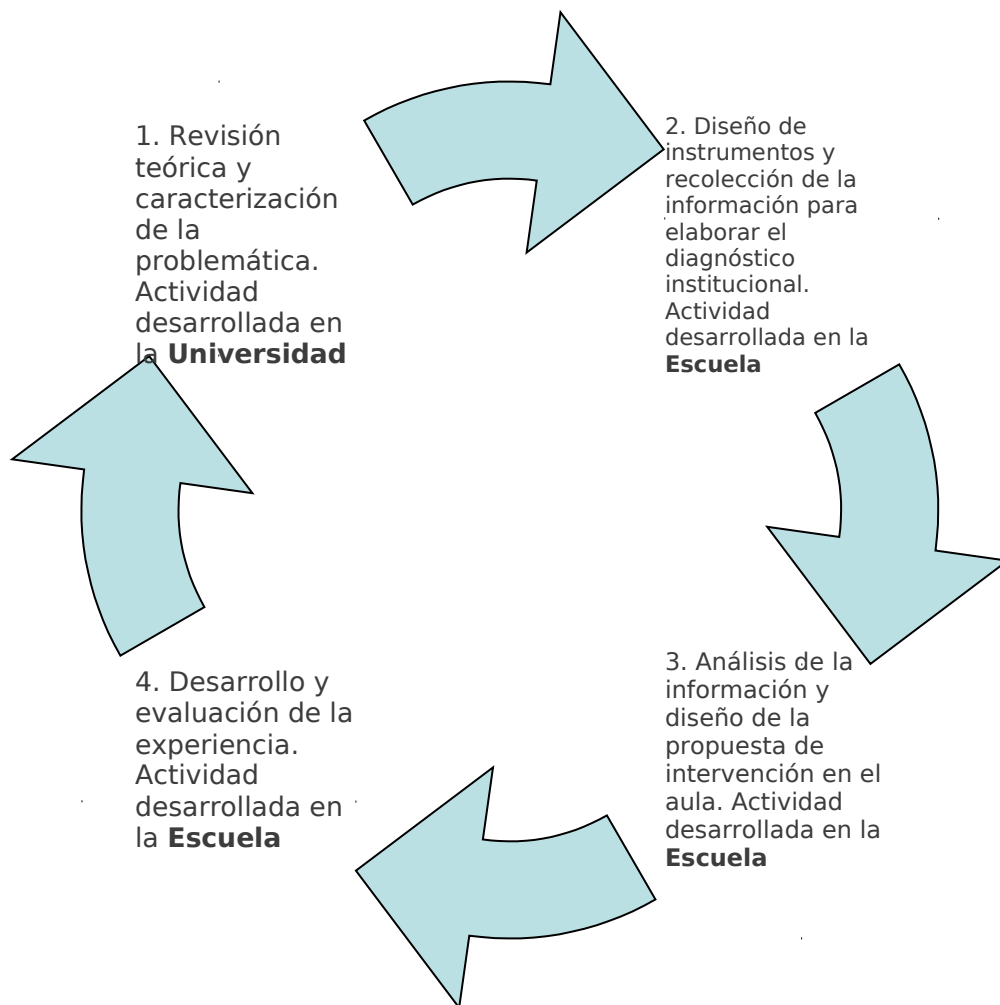 1. Revisión
teórica y
caracterización
de la
problemática.
Actividad
desarrollada en
la Universidad
2. Diseño de
instrumentos y
recolección de la
información para
elaborar el
diagnóstico
institucional.
Actividad
desarrollada en la
Escuela
3. Análisis de la
información y
diseño de la
propuesta de
intervención en el
aula. Actividad
desarrollada en la
Escuela
4. Desarrollo y
evaluación de la
experiencia.
Actividad
desarrollada en
la Escuela